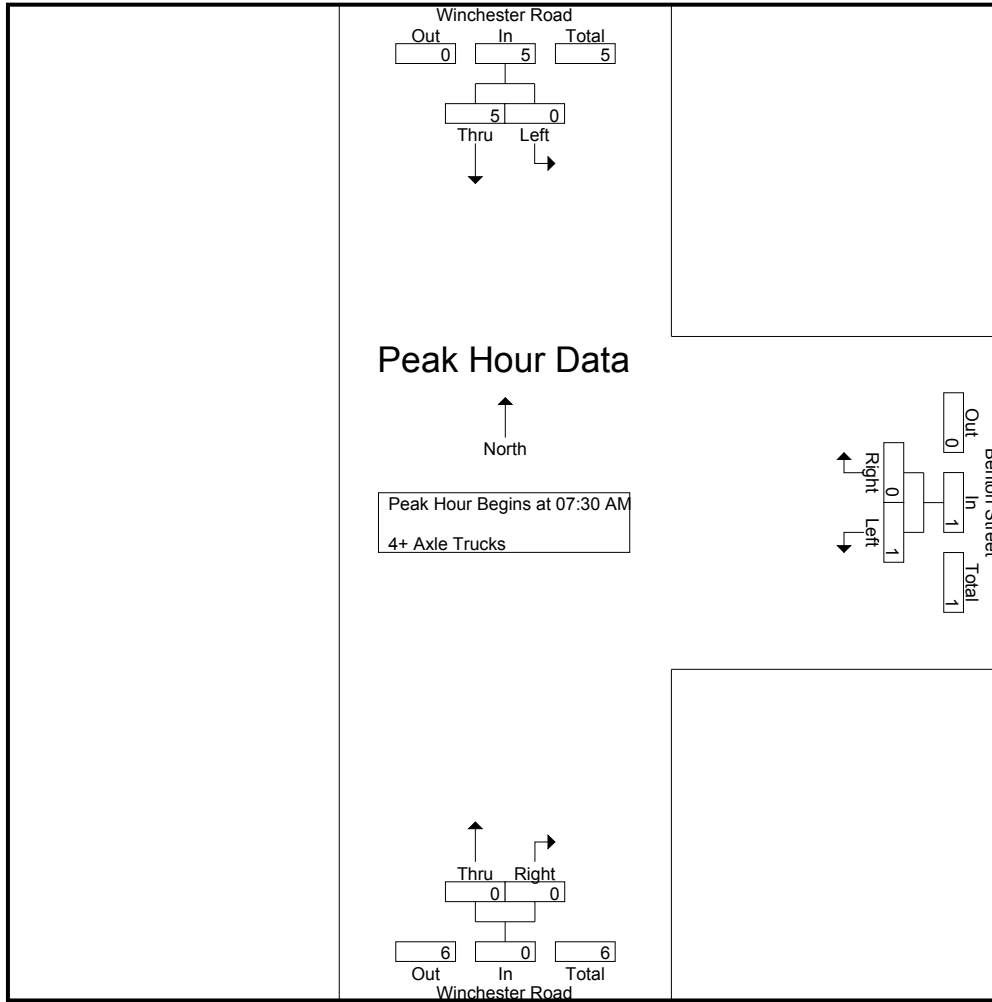 Winchester Road
Out In Total
0 5 5
5 0
Thru Left
Peak Hour Data
North
Peak Hour Begins at 07:30 AM
4+ Axle Trucks
Benton Street
Out In Total
0 1 1
Right Left
0 1
Thru Right
0 0
6 0 6
Out In Total
Winchester Road